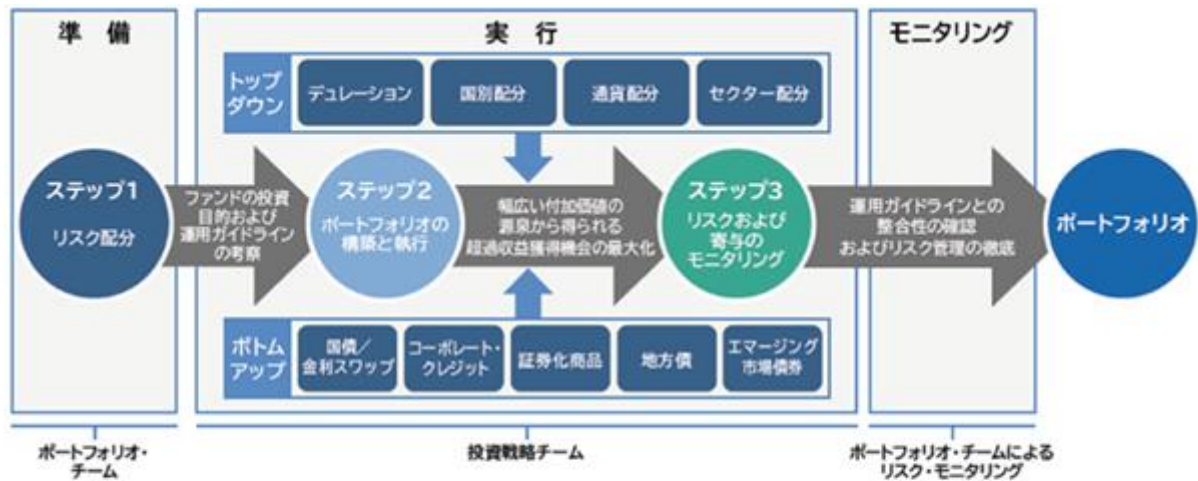 準 備
実 行
モニタリング
トップ
ダウン
デュレーション
国別配分
通貨配分
セクター配分
ステップ1
リスク配分
ファンドの投資
目的および
運用ガイドライン
の考察
ステップ2
ポートフォリオの
構築と執行
幅広い付加価値の
源泉から得られる
超過収益獲得機会の最大化
ステップ3
リスクおよび
寄与の
モニタリング
運用ガイドラインとの
整合性の確認
およびリスク管理の徹底
ポートフォリオ
ボトム
アップ
国債／
金利スワップ
コーポレート・
クレジット
証券化商品
地方債
エマージング
市場債券
ポートフォリオ・
チーム
投資戦略チーム
ポートフォリオ・チームによる
リスク・モニタリング